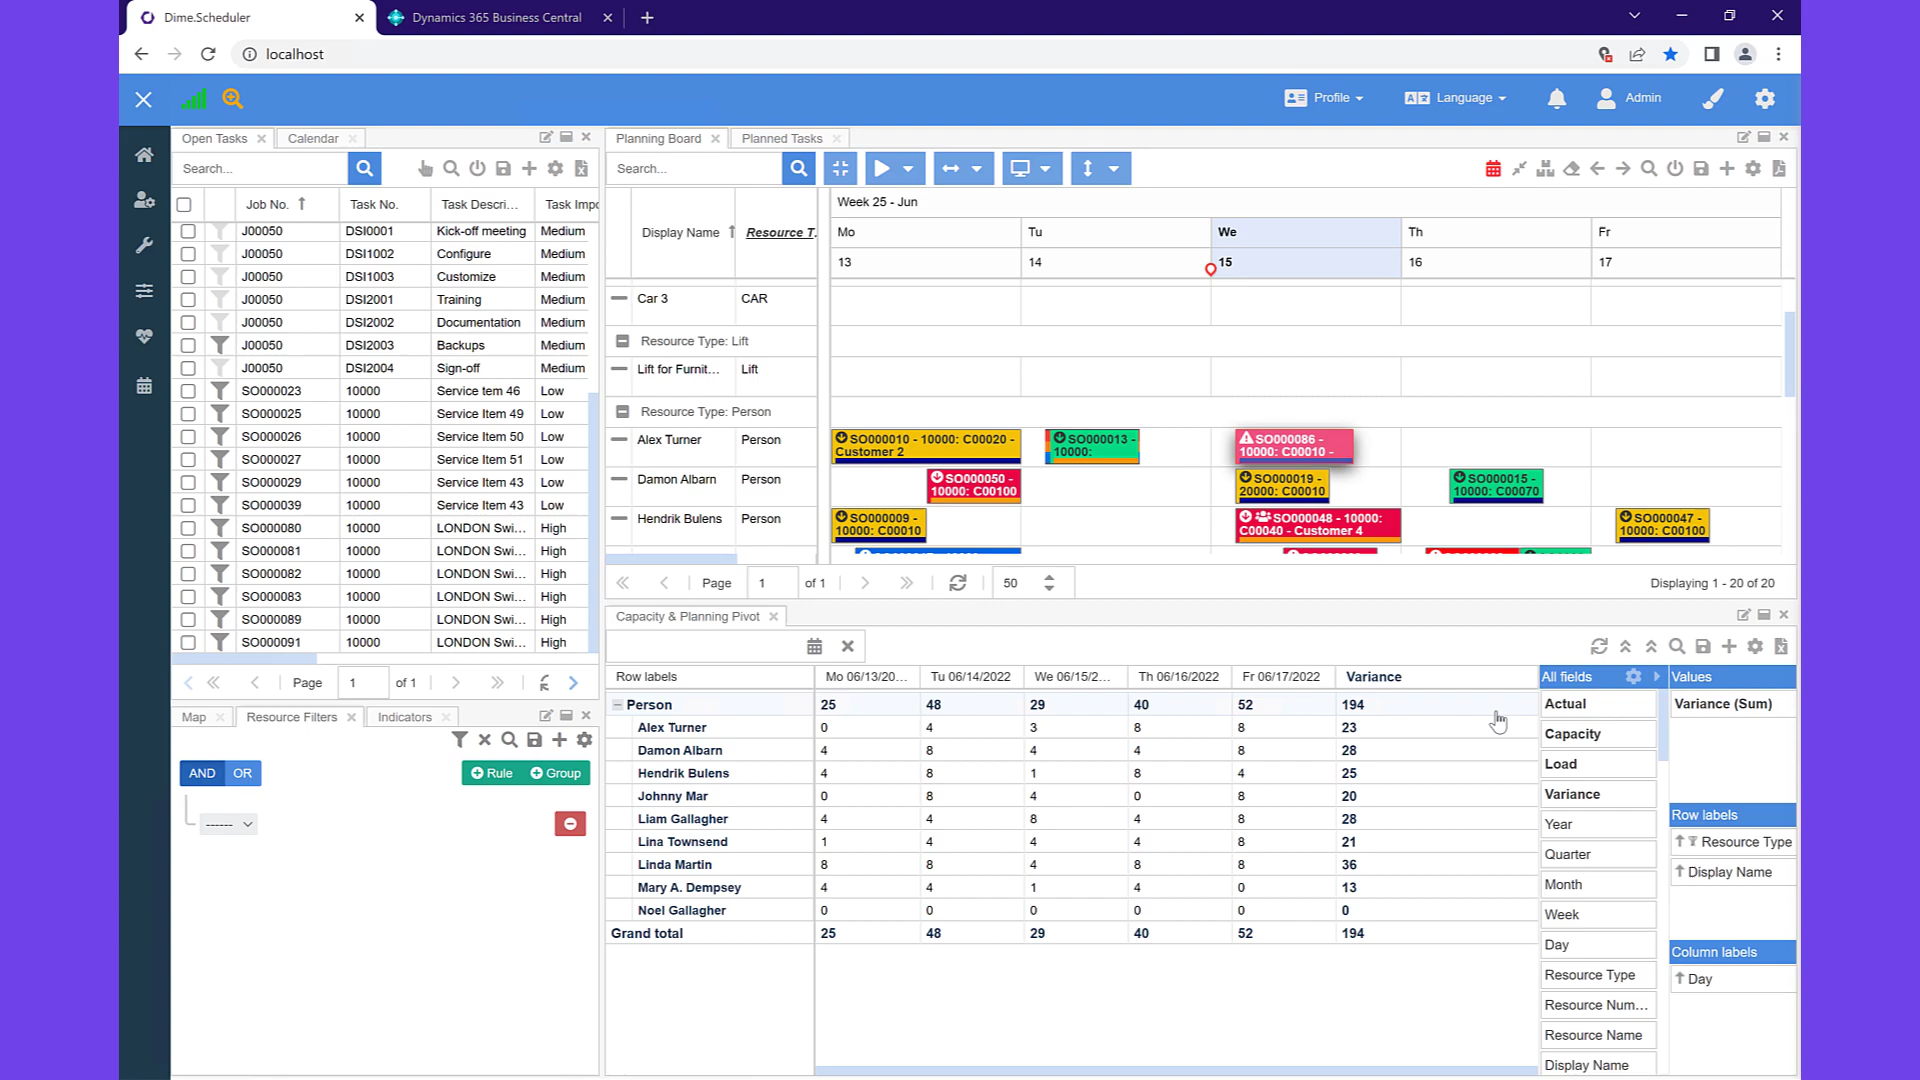 Dime.Scheduler
Dynamics 365 Business Central
localhost
Profile
Language
Admin
Open Tasks
Calendar
Search...
Job No.
Task No.
Task Descri...
Task Impo
J00050 DSI0001 Kick-off meeting Medium
J00050 DSI1002 Configure Medium
J00050 DSI1003 Customize Medium
J00050 DSI2001 Training Medium
J00050 DSI2002 Documentation Medium
J00050 DSI2003 Backups Medium
J00050 DSI2004 Sign-off Medium
SO000023 10000 Service tem 46 Low
SO000025 10000 Service Item 49 Low
SO000026 10000 Service Item 50 Low
SO000027 10000 Service Item 51 Low
SO000029 10000 Service Item 43 Low
SO000039 10000 Service Item 43 Low
SO000080 10000 LONDON Swi... High
SO000081 10000 LONDON Swi... High
SO000082 10000 LONDON Swi... High
SO000083 10000 LONDON Swi... High
SO000089 10000 LONDON Swi... High
SO000091 10000 LONDON Swi... High
Page 1 of 1
Map
Resource Filters
Indicators
AND OR
Rule
Group
------
Planning Board
Planned Tasks
Search...
Display Name
Resource T.
Week 25 - Jun
Mo Tu We Th Fr
13 14 15 16 17
Car 3 CAR
Resource Type: Lift
Lift for Furnit... Lift
Resource Type: Person
Alex Turner Person
SO000010 - 10000: C00020 -
Customer 2
SO000013 -
10000:
SO000086 -
10000: C00010 -
Damon Albarn Person
SO000050 -
10000: C00100
SO000019 -
20000: C00010
SO000015 -
10000: C00070
Hendrik Bulens Person
SO000009 -
10000: C00010
SO000048 - 10000:
C00040 - Customer 4
SO000047 -
10000: C00100
Page 1 of 1
50
Displaying 1 - 20 of 20
Capacity & Planning Pivot
Row labels Mo 06/13/20... Tu 06/14/2022 We 06/15/2... Th 06/16/2022 Fr 06/17/2022 Variance
Person 25 48 29 40 52 194
Alex Turner 0 4 3 8 8 23
Damon Albarn 4 8 4 4 8 28
Hendrik Bulens 4 8 1 8 4 25
Johnny Mar 0 8 4 0 8 20
Liam Gallagher 4 4 8 4 8 28
Lina Townsend 1 4 4 4 8 21
Linda Martin 8 8 4 8 8 36
Mary A. Dempsey 4 4 1 4 0 13
Noel Gallagher 0 0 0 0 0 0
Grand total 25 48 29 40 52 194
All fields
Actual
Capacity
Load
Variance
Year
Quarter
Month
Week
Day
Resource Type
Resource Num...
Resource Name
Display Name
Values
Variance (Sum)
Row labels
Resource Type
Display Name
Column labels
Day